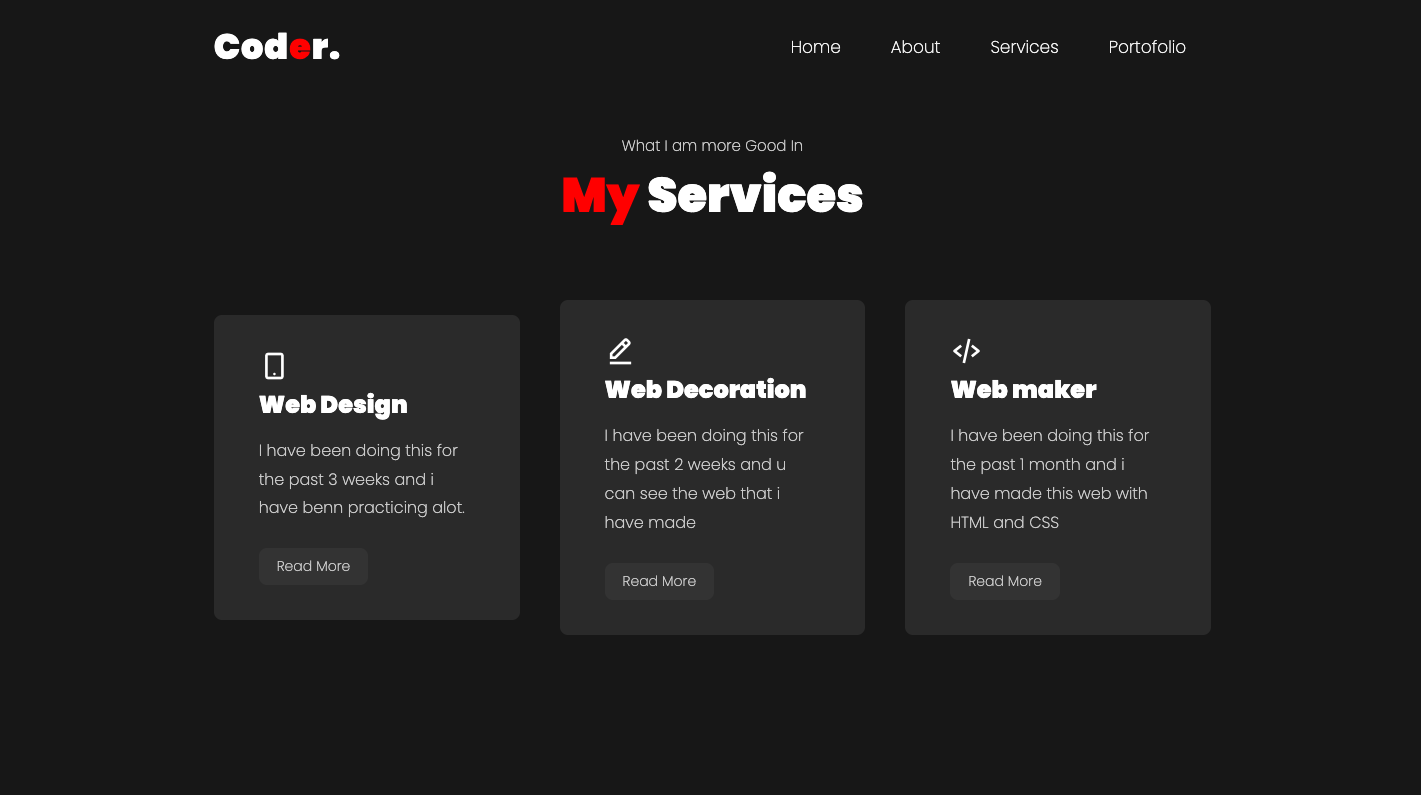 Coder.
Home About Services Portofolio
What I am more Good In
My Services
Web Design
I have been doing this for
the past 3 weeks and i
have benn practicing alot.
Read More
Web Decoration
I have been doing this for
the past 2 weeks and u
can see the web that i
have made
Read More
Web maker
I have been doing this for
the past 1 month and i
have made this web with
HTML and CSS
Read More